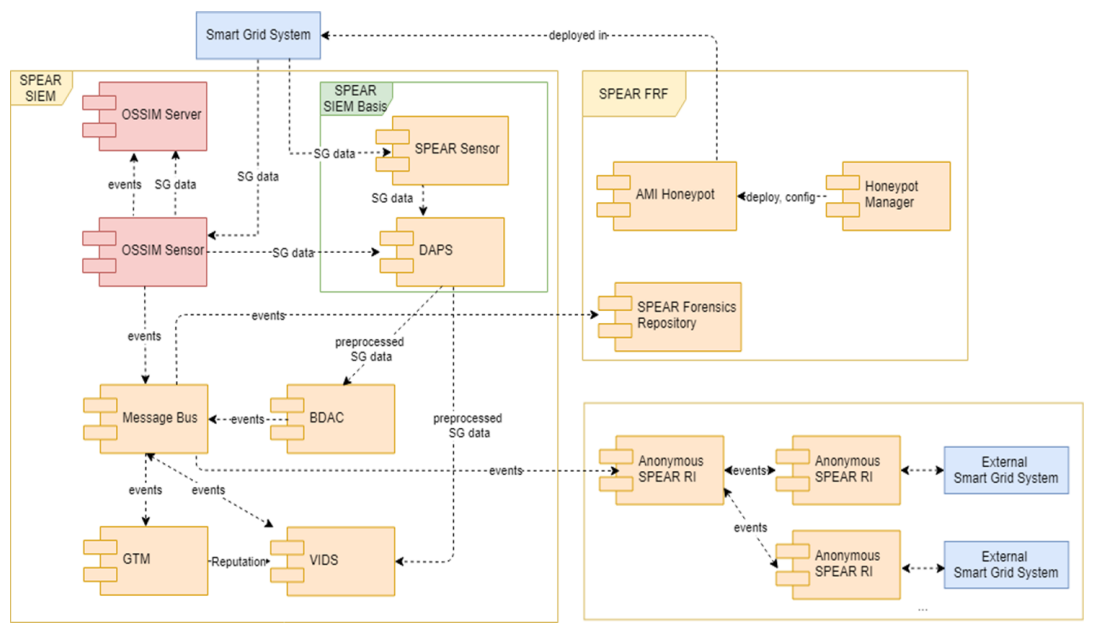 Smart Grid System
deployed in
SPEAR
SIEM
OSSIM Server
SPEAR
SIEM Basis
SPEAR Sensor
SG data
SG data
events
SG data
SG data
OSSIM Sensor
SG data
DAPS
SPEAR FRF
AMI Honeypot
deploy, config
Honeypot
Manager
SPEAR Forensics
Repository
events
events
preprocessed
SG data
Message Bus
events
BDAC
preprocessed
SG data
events
events
events
GTM
Reputation
VIDS
Anonymous
SPEAR RI
events
Anonymous
SPEAR RI
External
Smart Grid System
events
Anonymous
SPEAR RI
External
Smart Grid System
...